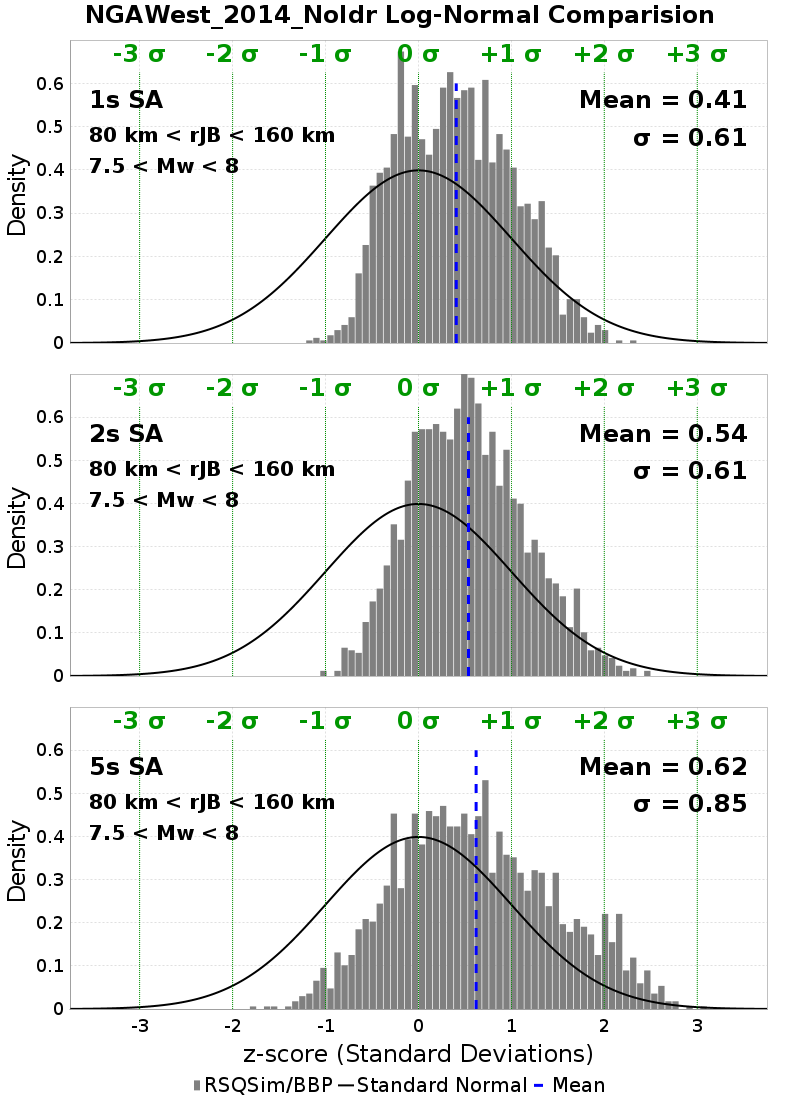 NGAWest_2014_NoIdr Log-Normal Comparision
-3 σ -2 σ -1 σ 0 σ +1 σ +2 σ +3 σ
1s SA
Mean = 0.41
80 km < rJB < 160 km
σ = 0.61
7.5 < Mw < 8
Density
0.6
0.5
0.4
0.3
0.2
0.1
0
-3 σ -2 σ -1 σ 0 σ +1 σ +2 σ +3 σ
2s SA
Mean = 0.54
80 km < rJB < 160 km
σ = 0.61
7.5 < Mw < 8
Density
0.6
0.5
0.4
0.3
0.2
0.1
0
-3 σ -2 σ -1 σ 0 σ +1 σ +2 σ +3 σ
5s SA
Mean = 0.62
80 km < rJB < 160 km
σ = 0.85
7.5 < Mw < 8
Density
0.6
0.5
0.4
0.3
0.2
0.1
0
-3 -2 -1 0 1 2 3
z-score (Standard Deviations)
RSQSim/BBP Standard Normal Mean